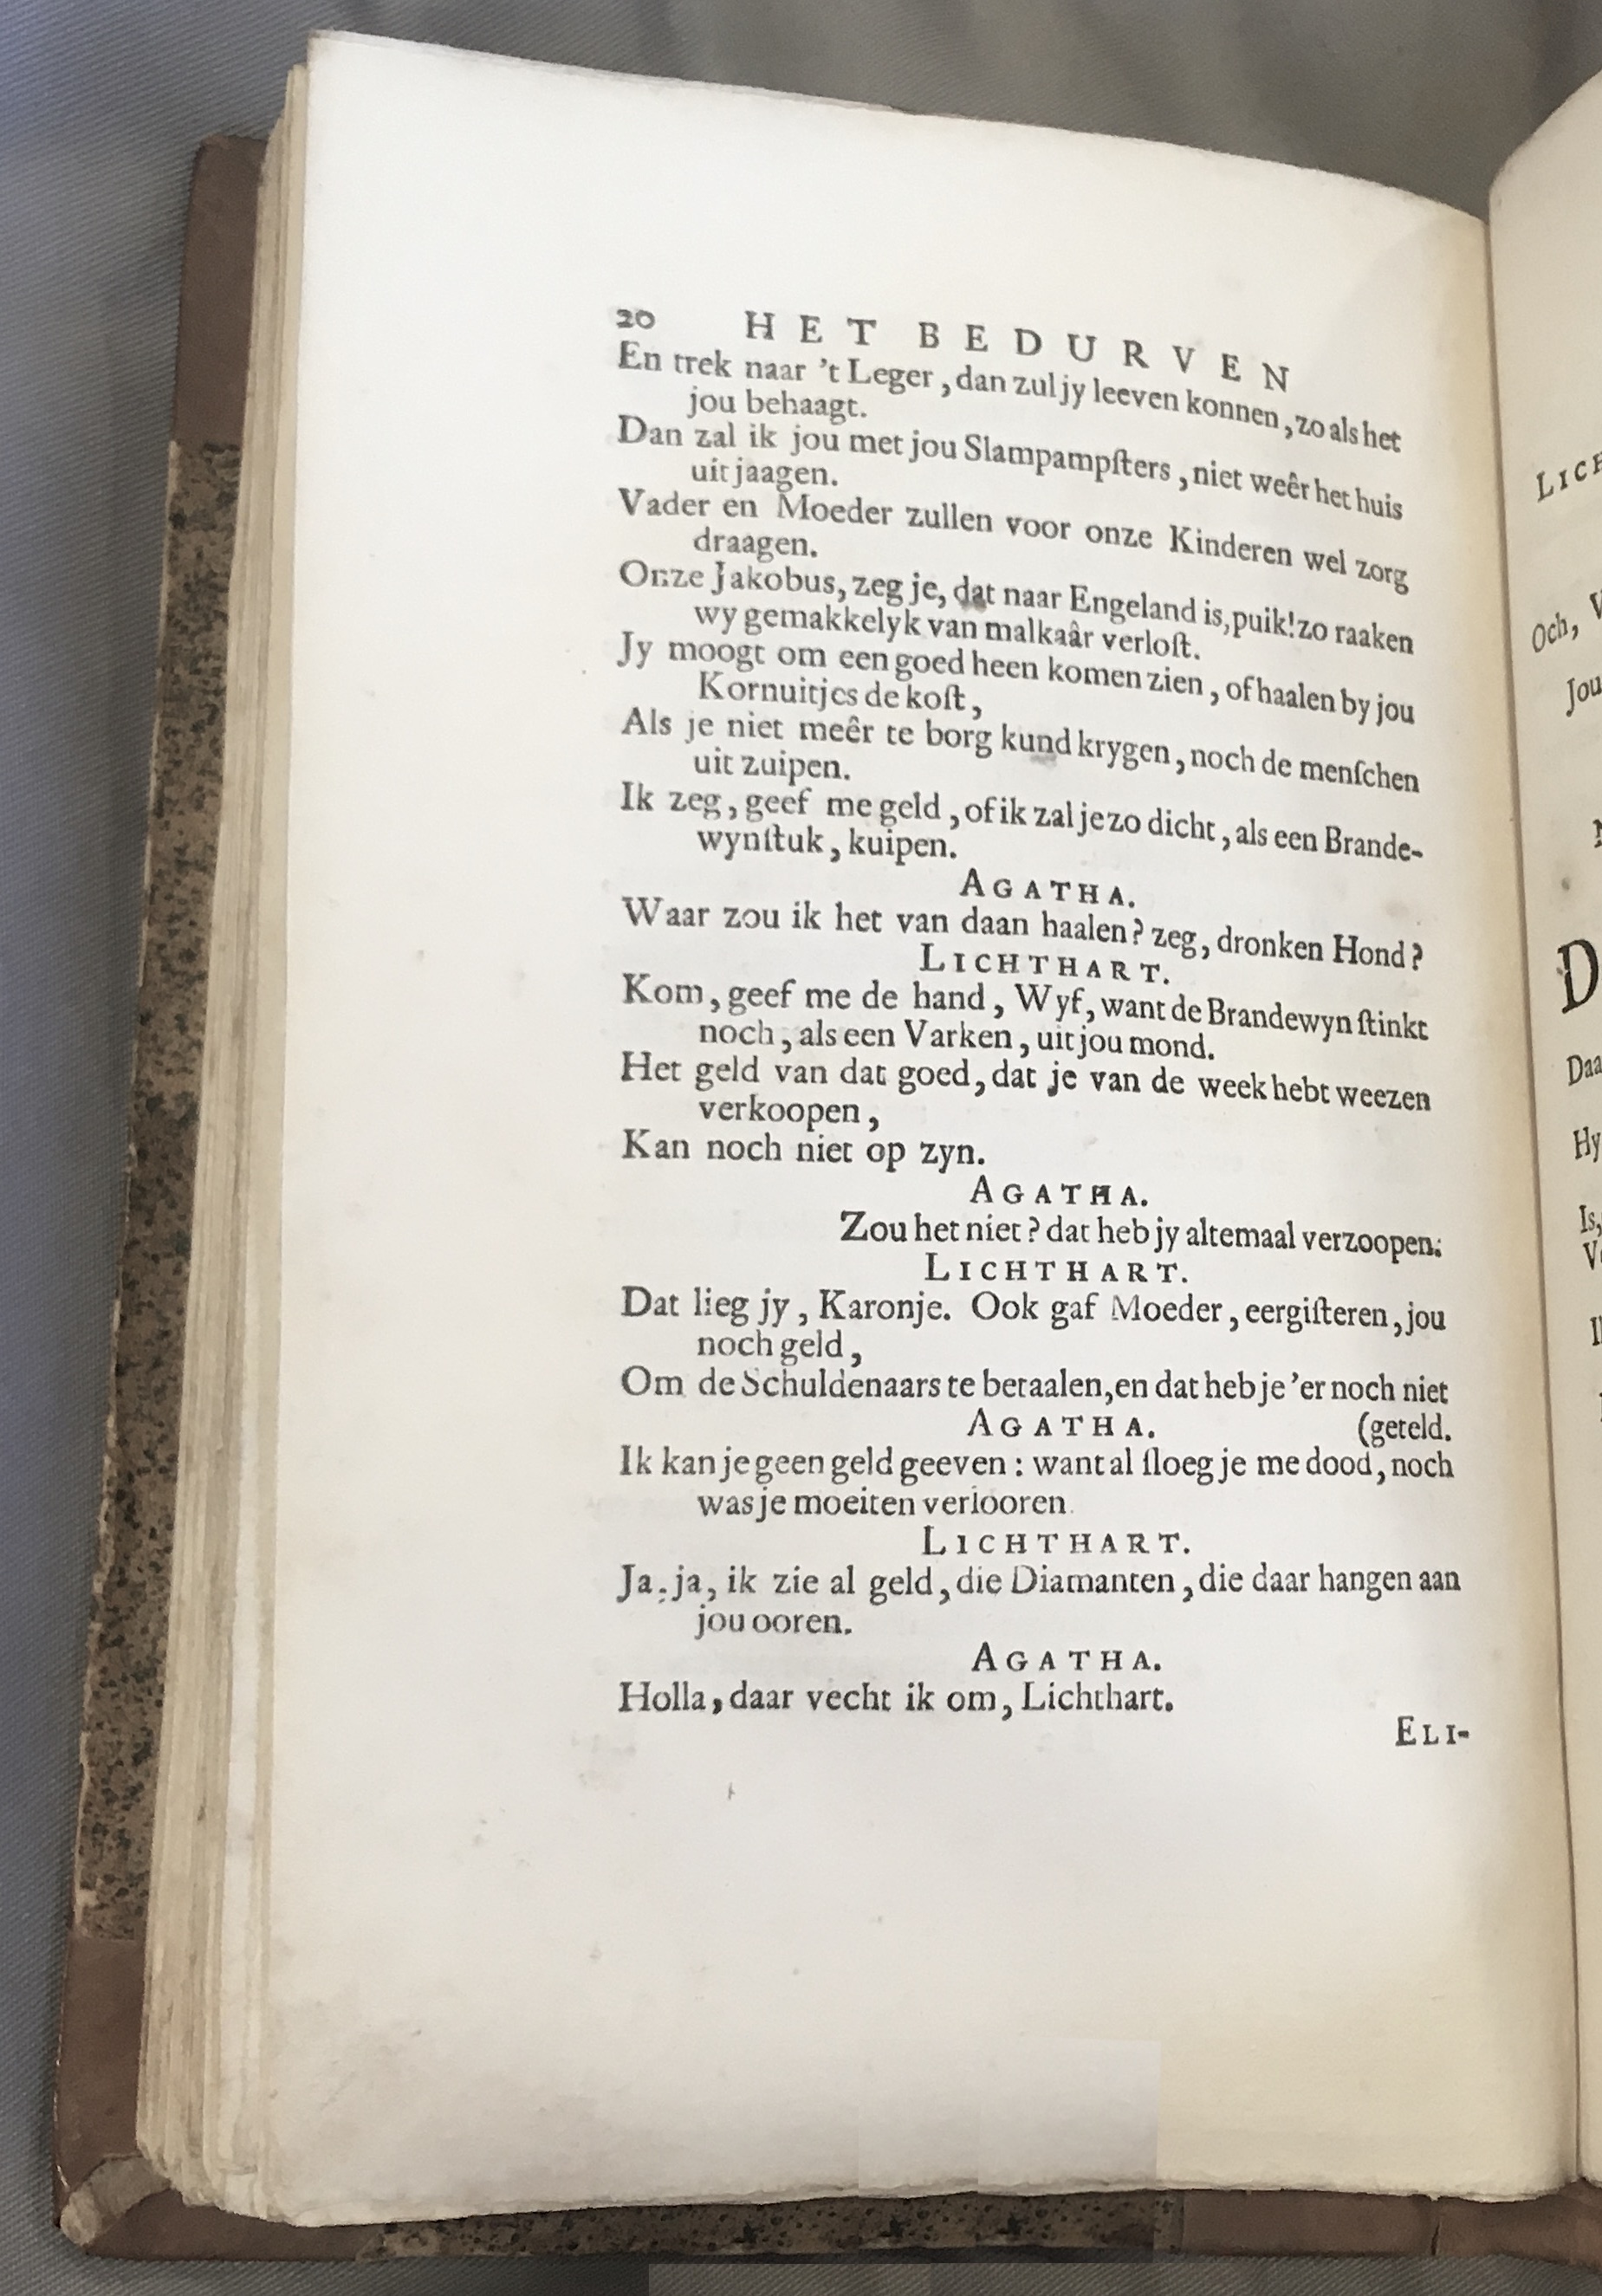 20 HET BEDURVEN
En trek naar 't Leger, dan zul jy leeven konnen, zo als het
jou behaagt.
Dan zal ik jou met jou Slampampſters, niet weêr het huis
uit jaagen.
Vader en Moeder zullen voor onze Kinderen wel zorg
draagen.
Onze Jakobus, zeg je, dat naar Engeland is, puik! zo raaken
wy gemakkelyk van malkaâr verloſt.
Jy moogt om een goed heen komen zien, of haalen by jou
Kornuitjes de koſt,
Als je niet meêr te borg kund krygen, noch de menſchen
uit zuipen.
Ik zeg, geef me geld, of ik zal je zo dicht, als een Brande-
wynſtuk, kuipen.
AGATHA.
Waar zou ik het van daan haalen? zeg, dronken Hond?
LICHTHART.
Kom, geef me de hand, Wyf, want de Brandewyn ſtinkt
noch, als een Varken, uit jou mond.
Het geld van dat goed, dat je van de week hebt weezen
verkoopen,
Kan noch niet op zyn.
AGATHA.
Zou het niet? dat heb jy altemaal verzoopen.
LICHTHART.
Dat lieg jy, Karonje. Ook gaf Moeder, eergiſteren, jou
noch geld,
Om de Schuldenaars te betaalen, en dat heb je 'er noch niet
AGATHA. (geteld.
Ik kan je geen geld geeven: want al ſloeg je me dood, noch
was je moeiten verlooren.
LICHTHART.
Ja, ja, ik zie al geld, die Diamanten, die daar hangen aan
jou ooren.
AGATHA.
Holla, daar vecht ik om, Lichthart.
ELI-
Och,
Jou
D
Daa
Hy
Is,